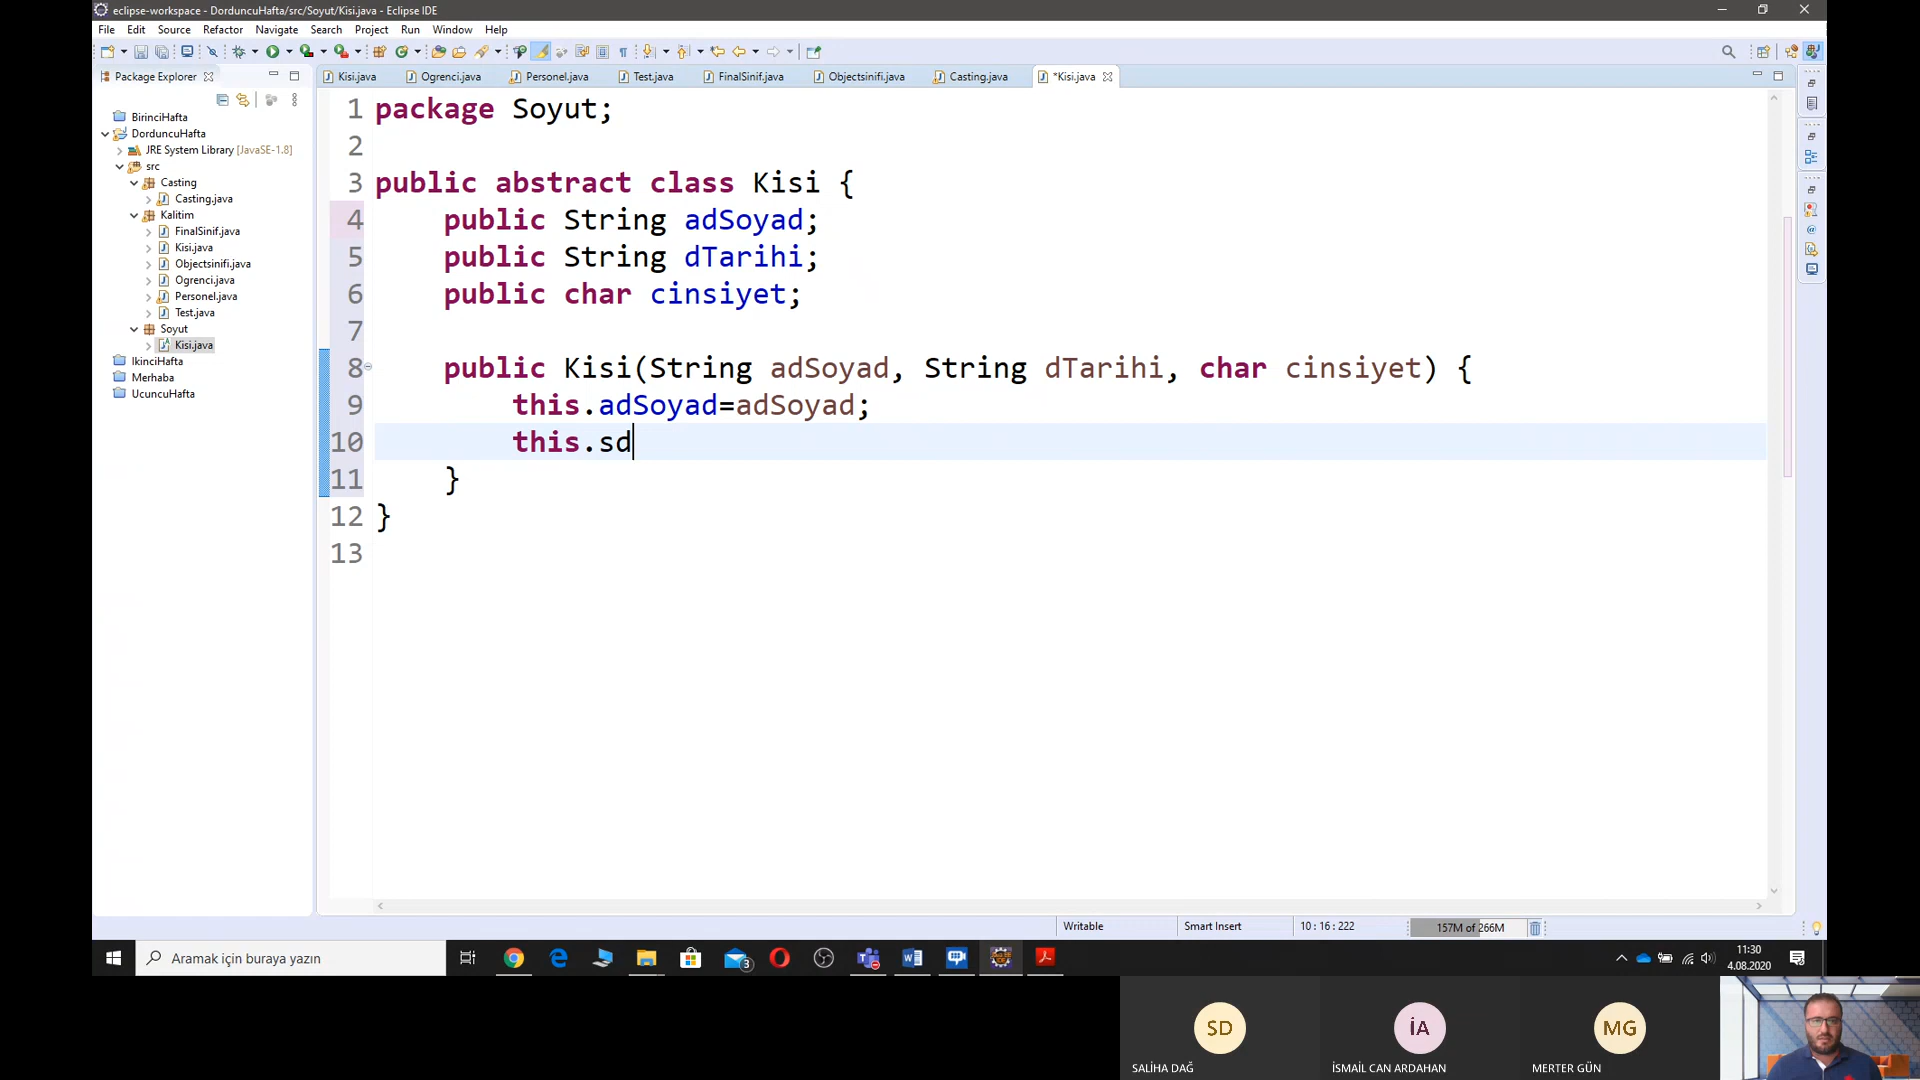 eclipse-workspace - DorduncuHafta/src/Soyut/Kisi.java - Eclipse IDE
File Edit Source Refactor Navigate Search Project Run Window Help
Package Explorer
Kisi.java Ogrenci.java Personel.java Test.java FinalSinif.java Objectsinifi.java Casting.java *Kisi.java
BirinciHafta
DorduncuHafta
JRE System Library [JavaSE-1.8]
src
Casting
Casting.java
Kalitim
FinalSinif.java
Kisi.java
Objectsinifi.java
Ogrenci.java
Personel.java
Test.java
Soyut
Kisi.java
IkinciHafta
Merhaba
UcuncuHafta
1 package Soyut;
2
3 public abstract class Kisi {
4 public String adSoyad;
5 public String dTarihi;
6 public char cinsiyet;
7
8 public Kisi(String adSoyad, String dTarihi, char cinsiyet) {
9 this.adSoyad=adSoyad;
10 this.sd
11 }
12 }
13
Writable Smart Insert 10 : 16 : 222 157M of 266M
Aramak için buraya yazın
3
11:30
4.08.2020
SD İA MG
SALİHA DAĞ İSMAİL CAN ARDAHAN MERTER GÜN